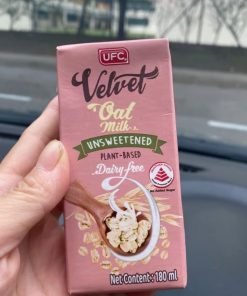 UFC
Velvet
Oat
Milk
UNSWEETENED
PLANT-BASED
Dairy-free
Net Content: 180 ml